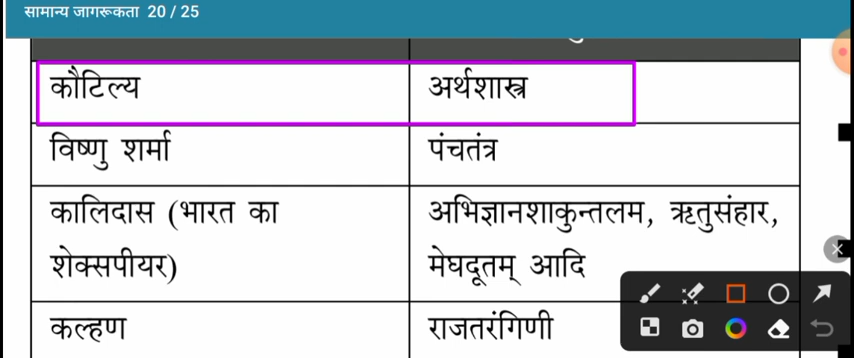 सामान्य जागरूकता 20 / 25
कौटिल्य अर्थशास्त्र
विष्णु शर्मा पंचतंत्र
कालिदास (भारत का अभिज्ञानशाकुन्तलम, ऋतुसंहार,
शेक्सपीयर) मेघदूतम् आदि
कल्हण राजतरंगिणी